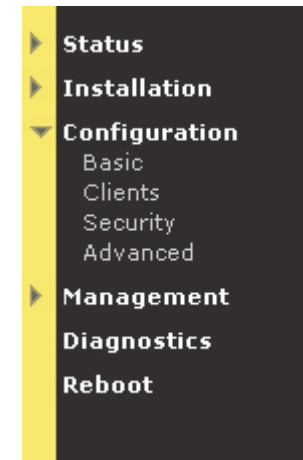 Status
Installation
Configuration
Basic
Clients
Security
Advanced
Management
Diagnostics
Reboot